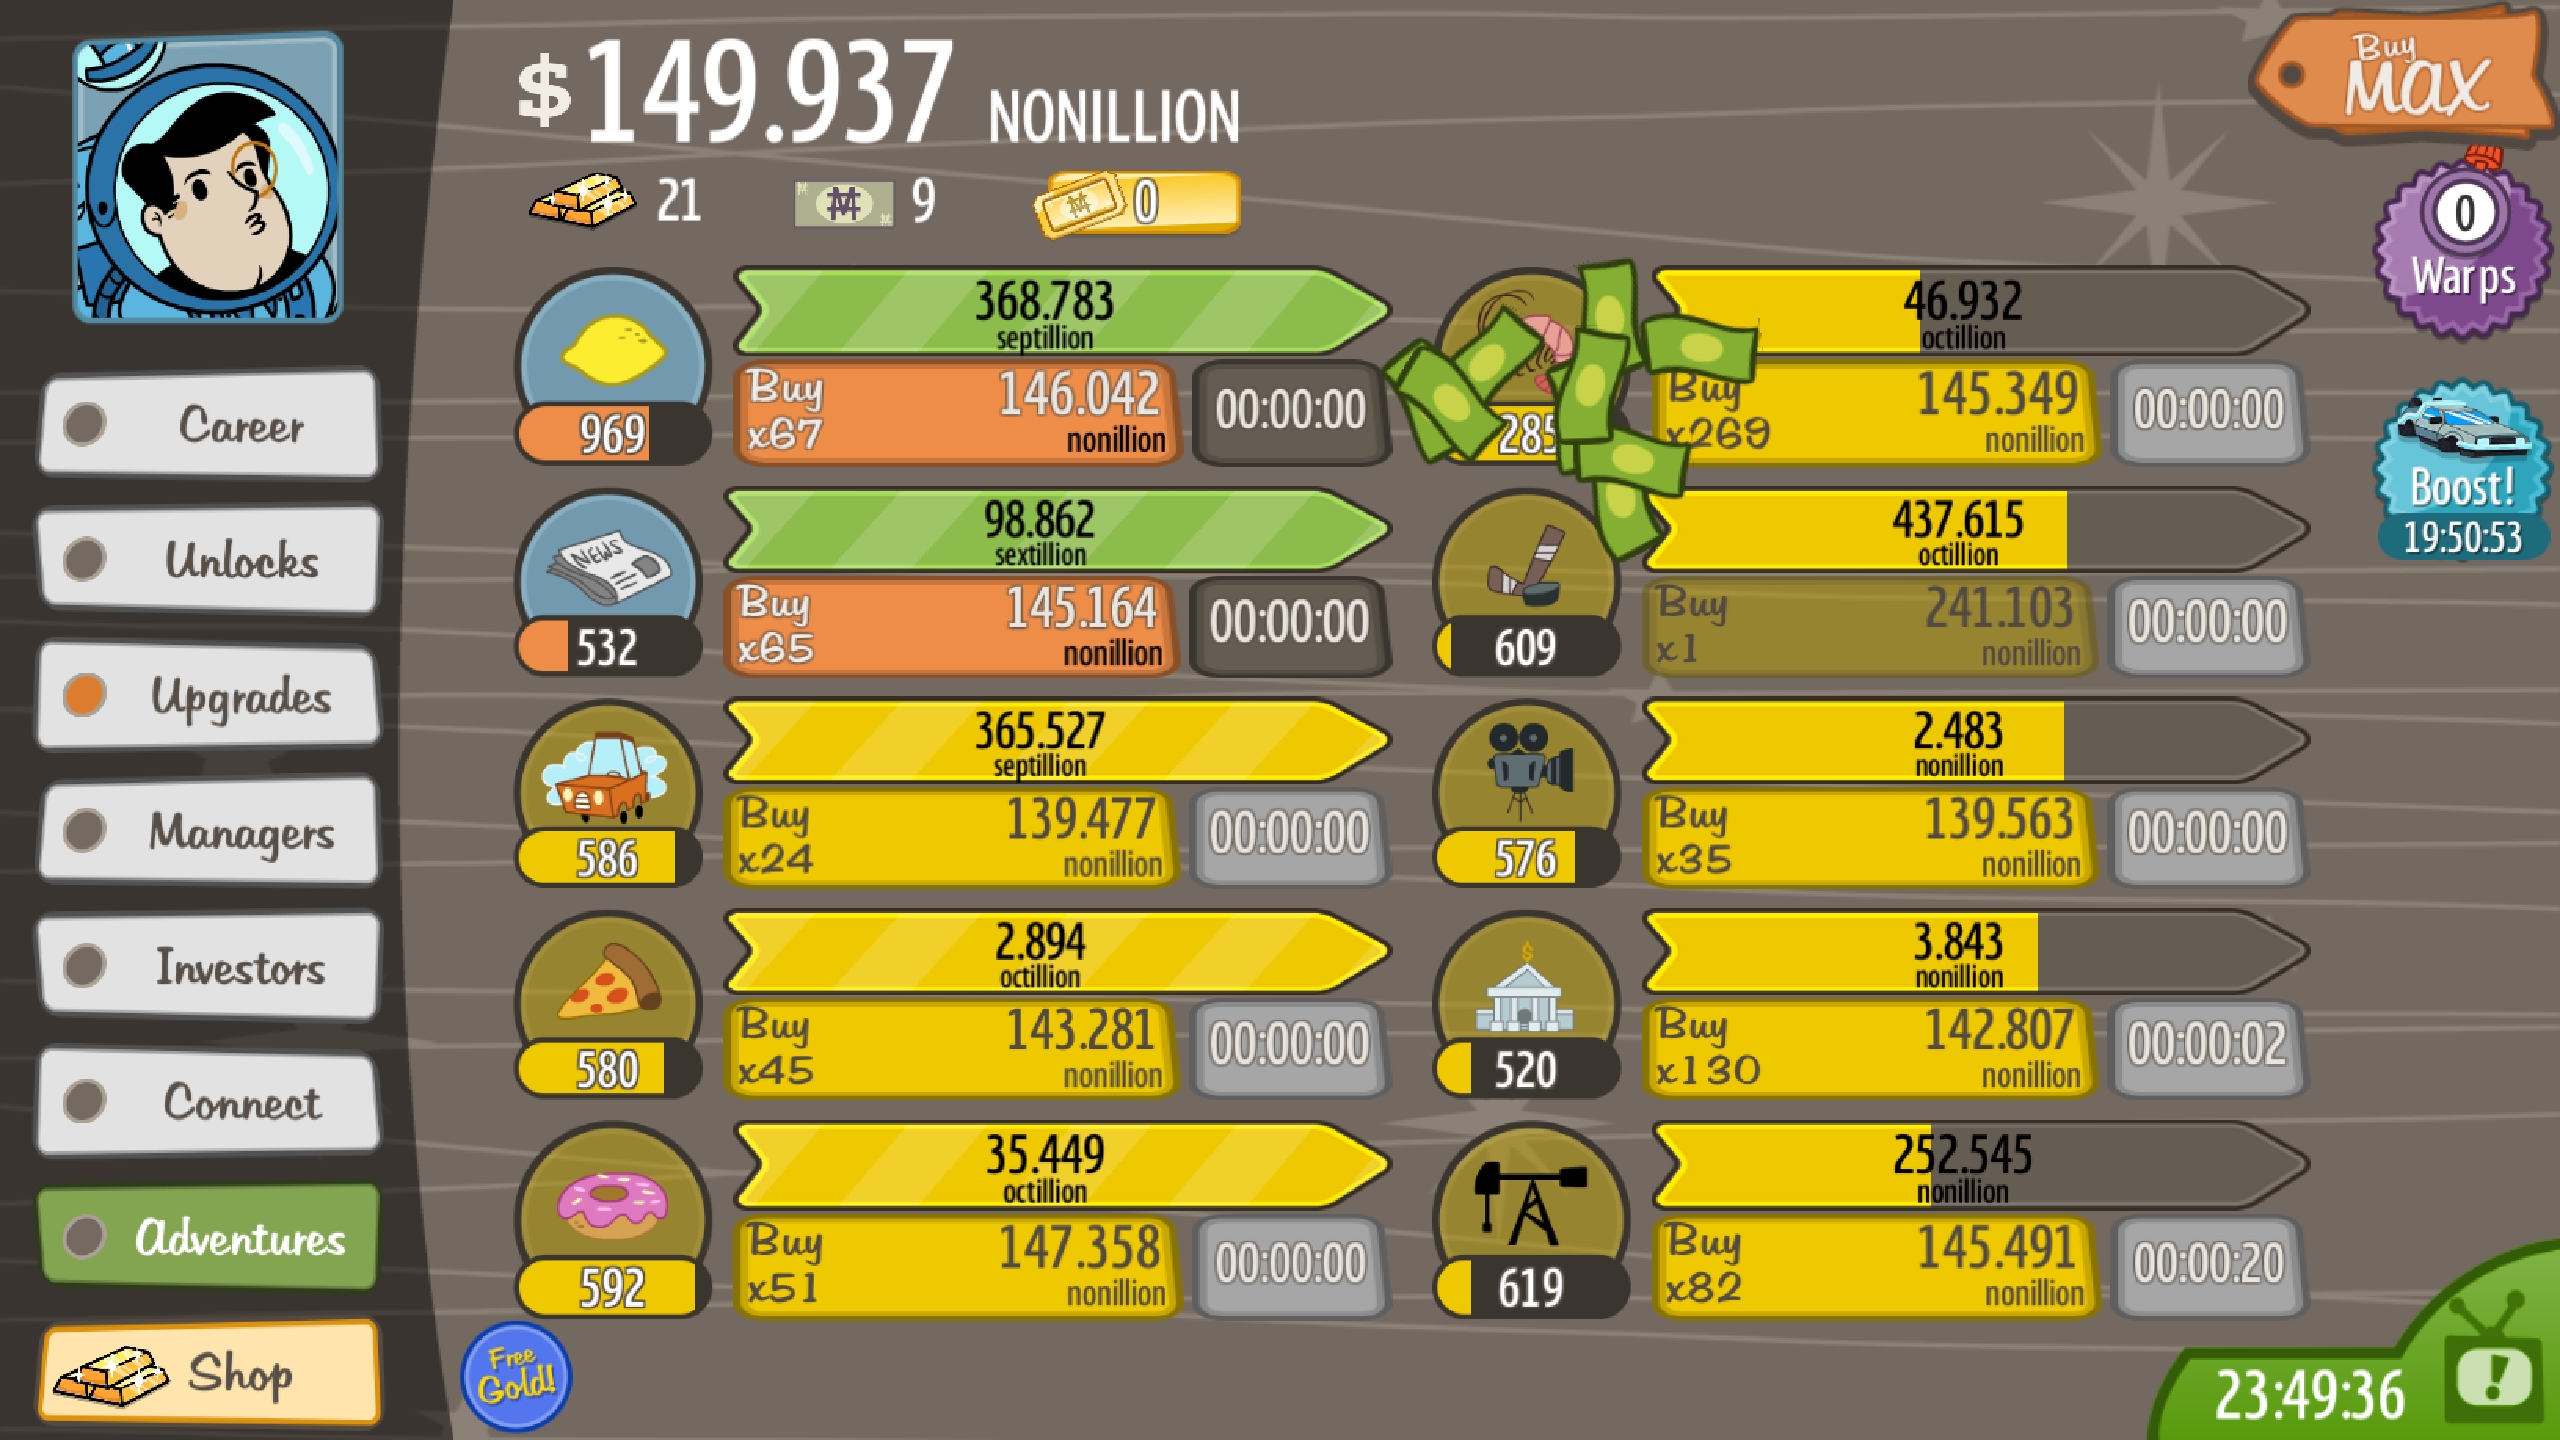 $149.937 NONILLION
Buy
MAX
21
9
0
0
Warps
Boost!
19:50:53
Career
Unlocks
Upgrades
Managers
Investors
Connect
Adventures
Shop
368.783
septillion
969
Buy
x67
146.042
nonillion
00:00:00
NEWS
98.862
sextillion
532
Buy
x65
145.164
nonillion
00:00:00
365.527
septillion
586
Buy
x24
139.477
nonillion
00:00:00
2.894
octillion
580
Buy
x45
143.281
nonillion
00:00:00
35.449
octillion
592
Buy
x51
147.358
nonillion
00:00:00
46.932
octillion
285
Buy
x269
145.349
nonillion
00:00:00
437.615
octillion
609
Buy
x1
241.103
nonillion
00:00:00
2.483
nonillion
576
Buy
x35
139.563
nonillion
00:00:00
3.843
nonillion
520
Buy
x130
142.807
nonillion
00:00:02
252.545
nonillion
619
Buy
x82
145.491
nonillion
00:00:20
Free
Gold!
23:49:36